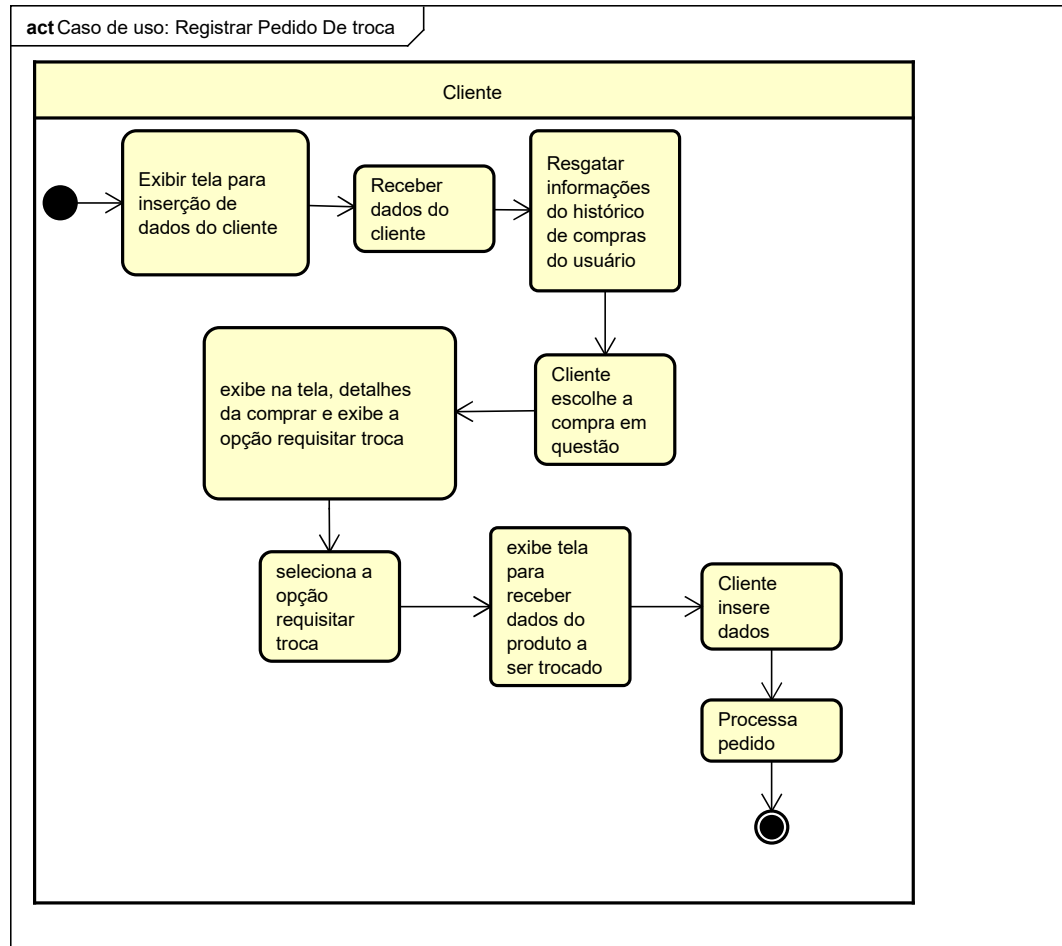 act Caso de uso: Registrar Pedido De troca
Cliente
Exibir tela para
inserção de
dados do cliente
Receber
dados do
cliente
Resgatar
informações
do histórico
de compras
do usuário
Cliente
escolhe a
compra em
questão
exibe na tela, detalhes
da comprar e exibe a
opção requisitar troca
seleciona a
opção
requisitar
troca
exibe tela
para
receber
dados do
produto a
ser trocado
Cliente
insere
dados
Processa
pedido